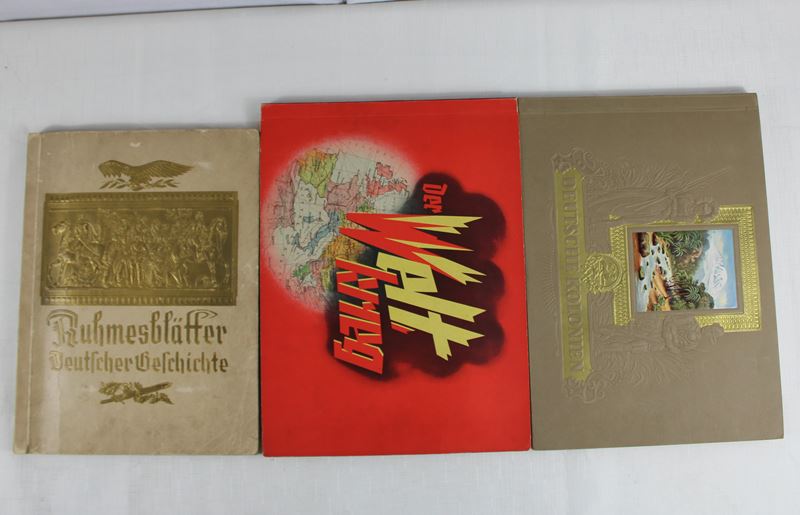 Ruhmesblätter
Deutscher Geschichte
Der
Welt
krieg
DEUTSCHE KOLONIEN